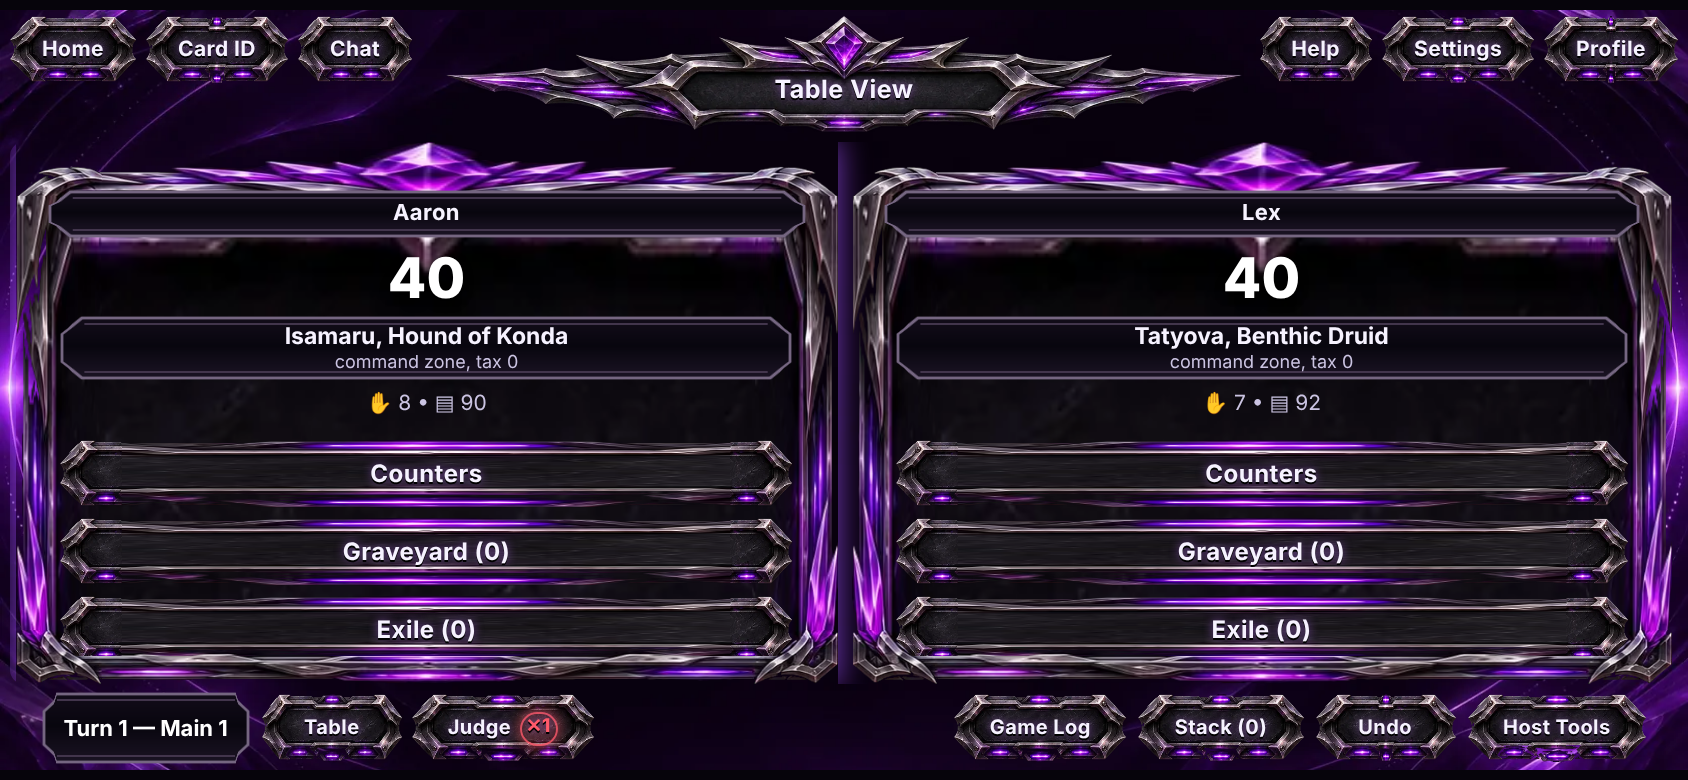 Home
Card ID
Chat
Table View
Help
Settings
Profile
Aaron
40
Isamaru, Hound of Konda
command zone, tax 0
✋ 8 • ▤ 90
Counters
Graveyard (0)
Exile (0)
Lex
40
Tatyova, Benthic Druid
command zone, tax 0
✋ 7 • ▤ 92
Counters
Graveyard (0)
Exile (0)
Turn 1 — Main 1
Table
Judge ×1
Game Log
Stack (0)
Undo
Host Tools